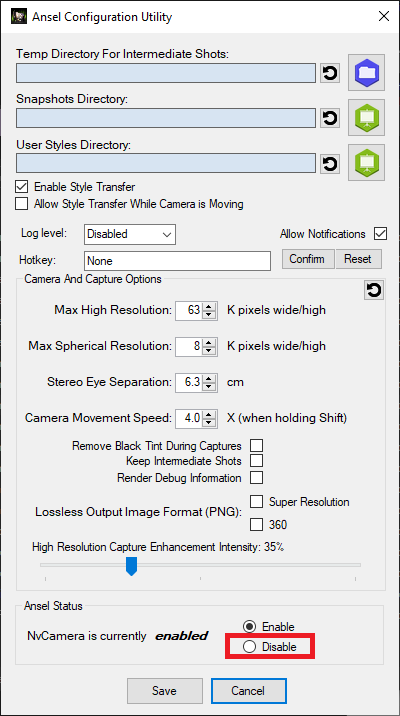 Ansel Configuration Utility
Temp Directory For Intermediate Shots:
Snapshots Directory:
User Styles Directory:
Enable Style Transfer
Allow Style Transfer While Camera is Moving
Log level: Disabled Allow Notifications
Hotkey: None Confirm Reset
Camera And Capture Options
Max High Resolution: 63 K pixels wide/high
Max Spherical Resolution: 8 K pixels wide/high
Stereo Eye Separation: 6.3 cm
Camera Movement Speed: 4.0 X (when holding Shift)
Remove Black Tint During Captures
Keep Intermediate Shots
Render Debug Information
Lossless Output Image Format (PNG): Super Resolution
360
High Resolution Capture Enhancement Intensity: 35%
Ansel Status
NvCamera is currently enabled Enable
Disable
Save Cancel